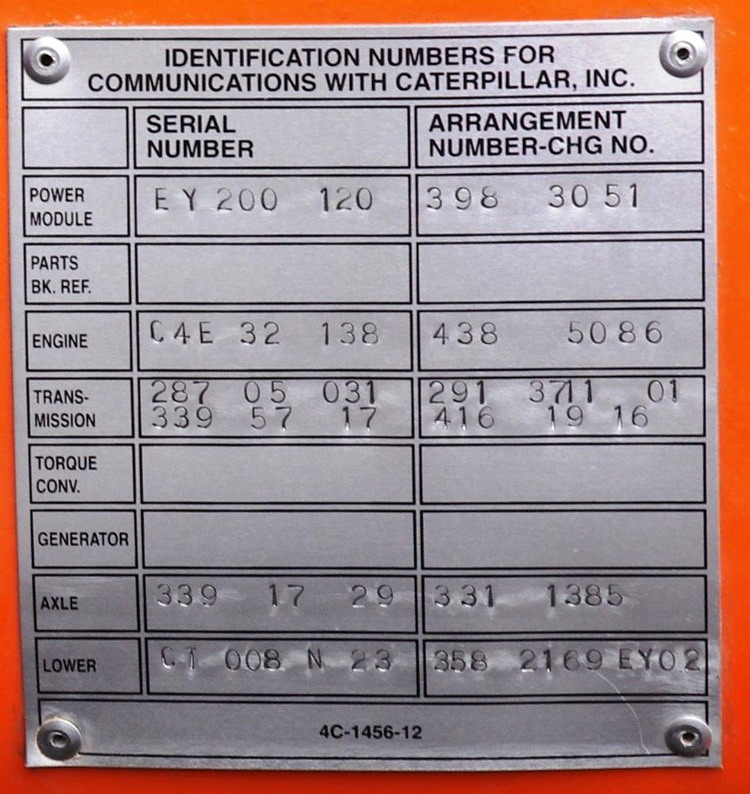 IDENTIFICATION NUMBERS FOR
COMMUNICATIONS WITH CATERPILLAR, INC.
SERIAL
NUMBER
ARRANGEMENT
NUMBER-CHG NO.
POWER
MODULE
EY 200 120
398 3051
PARTS
BK. REF.
ENGINE
C4E 32 138
438 5086
TRANS-
MISSION
287 05 031
339 57 17
291 3711 01
416 19 16
TORQUE
CONV.
GENERATOR
AXLE
339 17 29
331 1385
LOWER
CT 008 N 23
358 2169 EY02
4C-1456-12